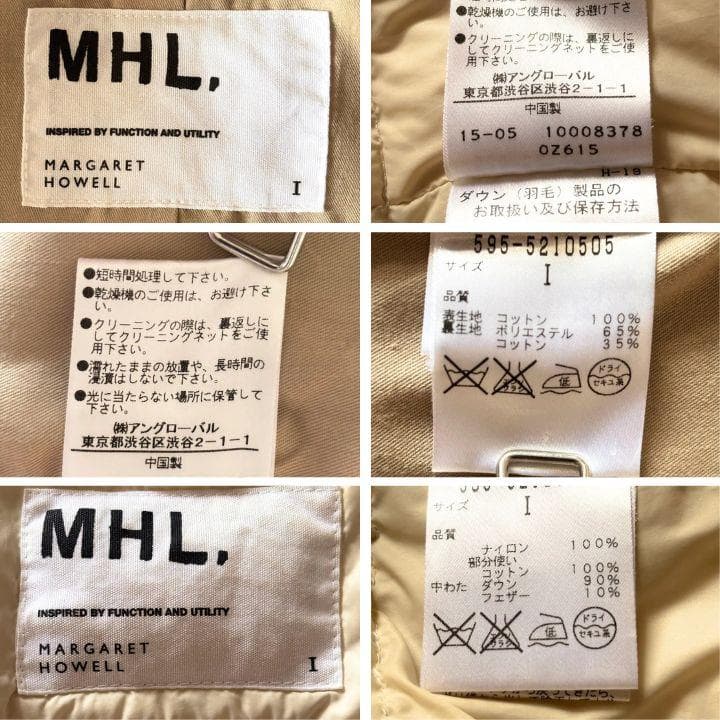 MHL.
INSPIRED BY FUNCTION AND UTILITY
MARGARET
HOWELL
I
●乾燥機のご使用は、お避け下
さい。
●クリーニングの際は、裏返しに
してクリーニングネットをご使
用下さい。
㈱アングローバル
東京都渋谷区渋谷2-1-1
中国製
15-05 10008378
0Z615
H-19
ダウン(羽毛)製品の
お取扱い及び保存方法
●短時間処理して下さい。
●乾燥機のご使用は、お避け下さ
い。
●クリーニングの際は、裏返しに
してクリーニングネットをご使
用下さい。
●濡れたままの放置や、長時間の
浸漬はしないで下さい。
●光に当たらない場所に保管して
下さい。
㈱アングローバル
東京都渋谷区渋谷2-1-1
中国製
595-5210505
サイズ I
品質
表生地 コットン 100%
裏生地 ポリエステル 65%
コットン 35%
エンソサラシ
低
ドライ
セキユ系
MHL.
INSPIRED BY FUNCTION AND UTILITY
MARGARET
HOWELL
I
サイズ I
品質
ナイロン 100%
部分使い
コットン 100%
中わた ダウン 90%
フェザー 10%
エンソサラシ
低
ドライ
セキユ系